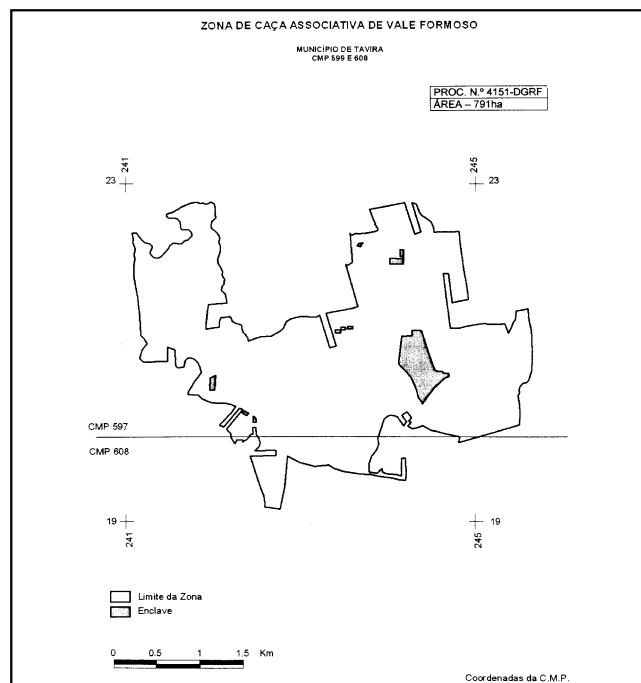 ZONA DE CAÇA ASSOCIATIVA DE VALE FORMOSO
MUNICÍPIO DE TAVIRA
CMP 599 E 608
PROC. N.º 4151-DGRF
ÁREA – 791ha
241
245
23
23
CMP 597
CMP 608
19
19
241
245
Limite da Zona
Enclave
0 0.5 1 1.5 Km
Coordenadas da C.M.P.